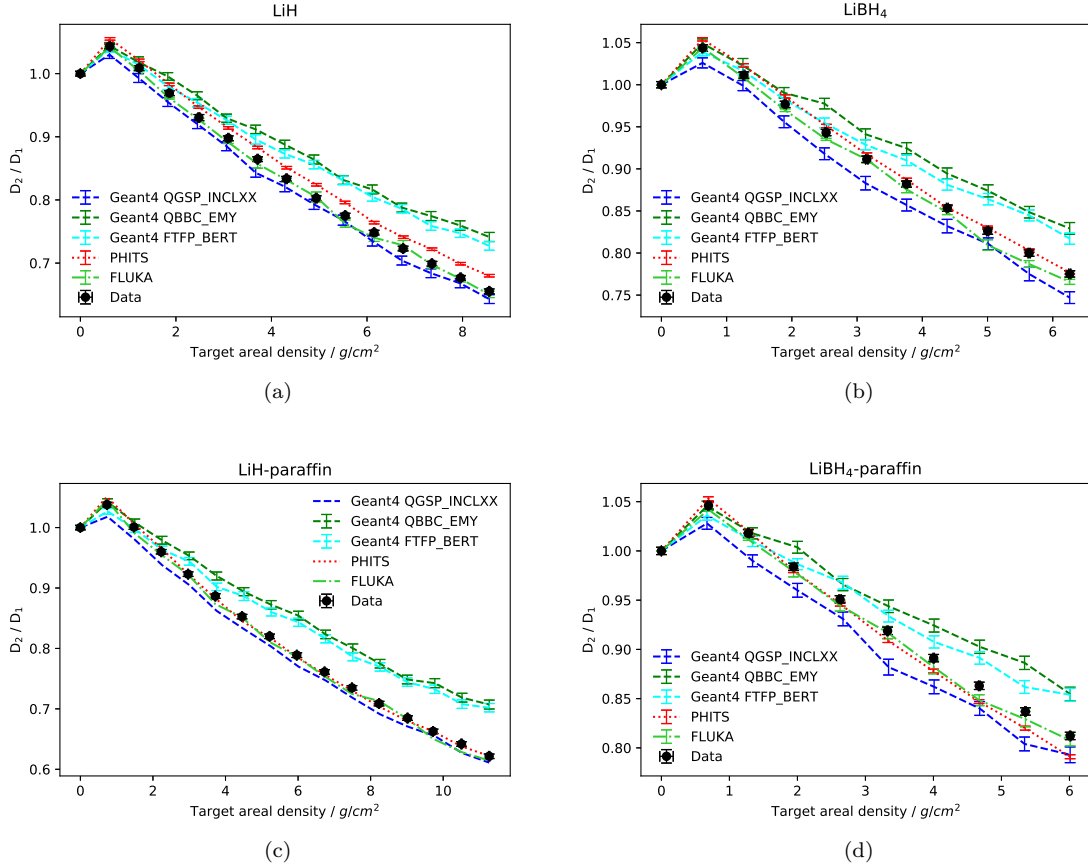 LiH
D₂ / D₁
1.0
0.9
0.8
0.7
Geant4 QGSP_INCLXX
Geant4 QBBC_EMY
Geant4 FTFP_BERT
PHITS
FLUKA
Data
0 2 4 6 8
Target areal density / g/cm²
(a)
LiBH₄
D₂ / D₁
1.05
1.00
0.95
0.90
0.85
0.80
0.75
Geant4 QGSP_INCLXX
Geant4 QBBC_EMY
Geant4 FTFP_BERT
PHITS
FLUKA
Data
0 1 2 3 4 5 6
Target areal density / g/cm²
(b)
LiH-paraffin
D₂ / D₁
1.0
0.9
0.8
0.7
0.6
Geant4 QGSP_INCLXX
Geant4 QBBC_EMY
Geant4 FTFP_BERT
PHITS
FLUKA
Data
0 2 4 6 8 10
Target areal density / g/cm²
(c)
LiBH₄-paraffin
D₂ / D₁
1.05
1.00
0.95
0.90
0.85
0.80
Geant4 QGSP_INCLXX
Geant4 QBBC_EMY
Geant4 FTFP_BERT
PHITS
FLUKA
Data
0 1 2 3 4 5 6
Target areal density / g/cm²
(d)